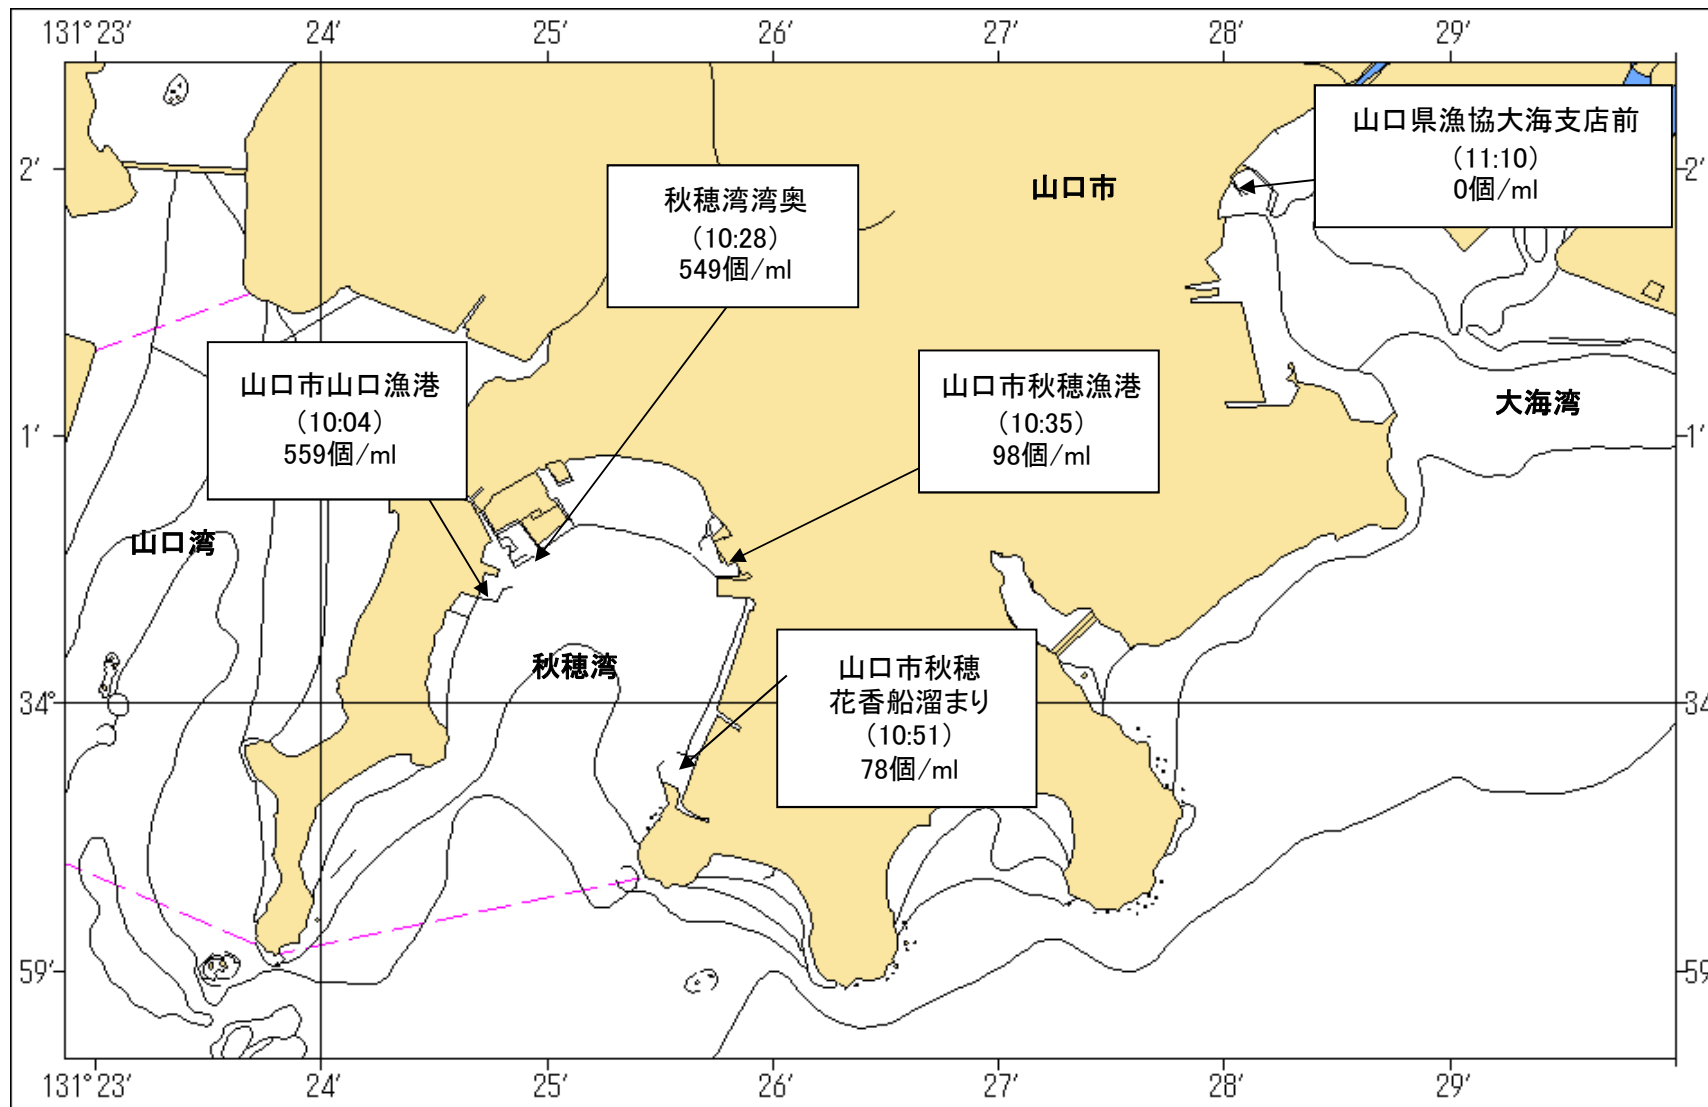 131°23′ 24′ 25′ 26′ 27′ 28′ 29′
山口県漁協大海支店前
(11:10)
0個/ml
2′ 2′
秋穂湾湾奥
(10:28)
549個/ml
山口市
山口市山口漁港
(10:04)
559個/ml
山口市秋穂漁港
(10:35)
98個/ml
大海湾
1′ 1′
山口湾
秋穂湾
山口市秋穂
花香船溜まり
(10:51)
78個/ml
34° 34
59′ 59
131°23′ 24′ 25′ 26′ 27′ 28′ 29′